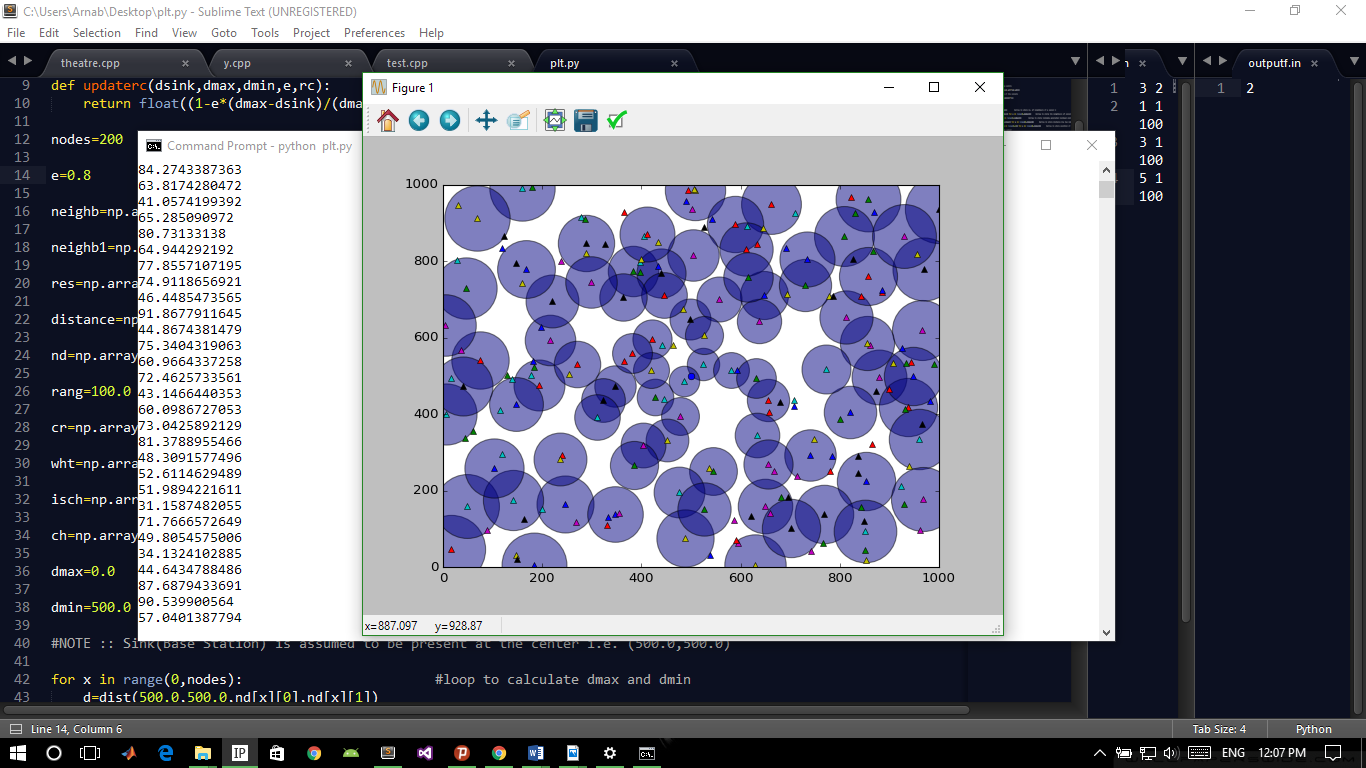 C:\Users\Arnab\Desktop\plt.py - Sublime Text (UNREGISTERED)
File Edit Selection Find View Goto Tools Project Preferences Help
theatre.cpp y.cpp test.cpp plt.py
9 def updaterc(dsink,dmax,dmin,e,rc):
10 return float((1-e*(dmax-dsink)/(dma
11
12 nodes=200
13
14 e=0.8
15
16 neighb=np.a
17
18 neighb1=np.
19
20 res=np.arra
21
22 distance=np
23
24 nd=np.array
25
26 rang=100.0
27
28 cr=np.array
29
30 wht=np.arra
31
32 isch=np.arr
33
34 ch=np.array
35
36 dmax=0.0
37
38 dmin=500.0
39
40 #NOTE :: Sink(Base Station) is assumed to be present at the center i.e. (500.0,500.0)
41
42 for x in range(0,nodes): #loop to calculate dmax and dmin
43 d=dist(500.0,500.0,nd[x][0],nd[x][1])
Command Prompt - python plt.py
84.2743387363
63.8174280472
41.0574199392
65.285090972
80.73133138
64.944292192
77.8557107195
74.9118656921
46.4485473565
91.8677911645
44.8674381479
75.3404319063
60.9664337258
72.4625733561
43.1466440353
60.0986727053
73.0425892129
81.3788955466
48.3091577496
52.6114629489
51.9894221611
31.1587482055
71.7666572649
49.8054575006
34.1324102885
44.6434788486
87.6879433691
90.539900564
57.0401387794
Figure 1
1000
800
600
400
200
0
0 200 400 600 800 1000
x=887.097 y=928.87
n
1 3 2
2 1 1
100
3 1
100
5 1
100
outputf.in
1 2
Line 14, Column 6
Tab Size: 4
Python
IP
ENG
12:07 PM